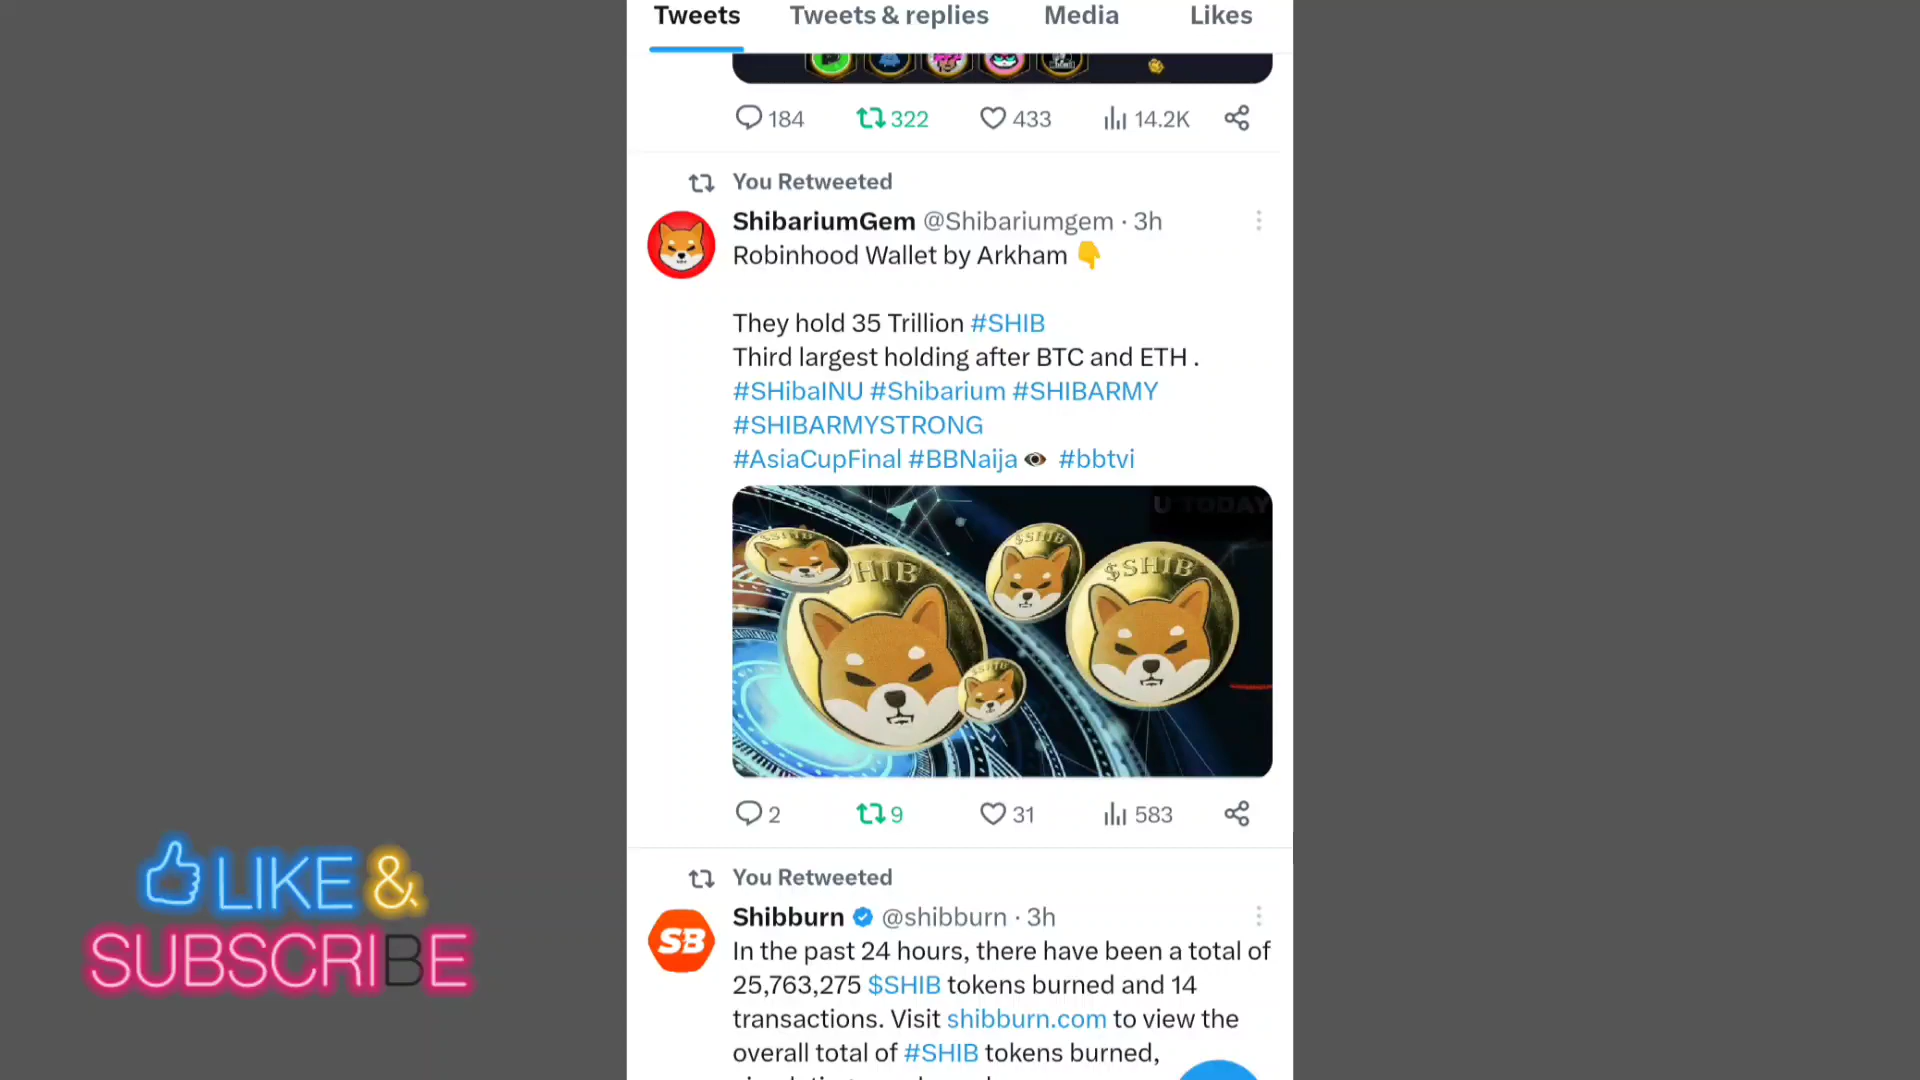 Tweets Tweets & replies Media Likes
184 322 433 14.2K
You Retweeted
ShibariumGem @Shibariumgem · 3h
Robinhood Wallet by Arkham 👇
They hold 35 Trillion #SHIB
Third largest holding after BTC and ETH .
#SHibaINU #Shibarium #SHIBARMY
#SHIBARMYSTRONG
#AsiaCupFinal #BBNaija 👁 #bbtvi
U TODAY
$SHIB
$SHIB
$SHIB
2 9 31 583
You Retweeted
SB
Shibburn @shibburn · 3h
In the past 24 hours, there have been a total of
25,763,275 $SHIB tokens burned and 14
transactions. Visit shibburn.com to view the
overall total of #SHIB tokens burned,
LIKE &
SUBSCRIBE